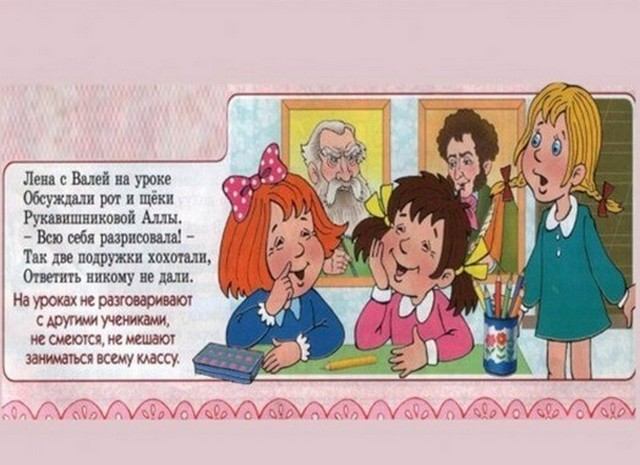 Лена с Валей на уроке
Обсуждали рот и щёки
Рукавишниковой Аллы.
– Всю себя разрисовала! –
Так две подружки хохотали,
Ответить никому не дали.
На уроках не разговаривают
с другими учениками,
не смеются, не мешают
заниматься всему классу.